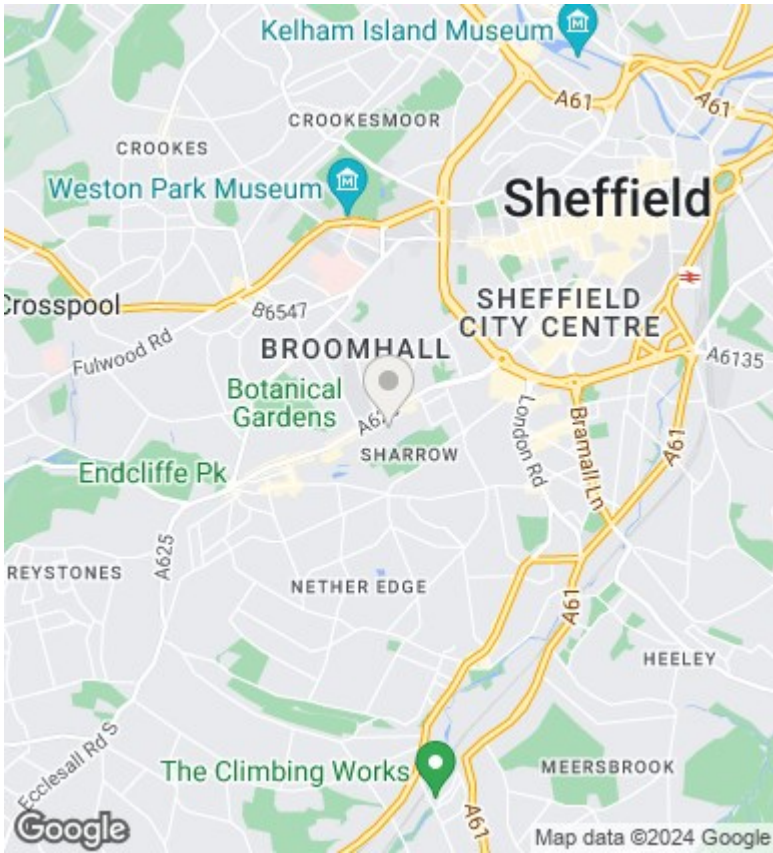 Kelham Island Museum
A61
A61
CROOKESMOOR
CROOKES
Weston Park Museum
Sheffield
Crosspool
B6547
SHEFFIELD
CITY CENTRE
Fulwood Rd
BROOMHALL
A6135
Botanical
Gardens
A625
London Rd
Bramall Ln
SHARROW
A61
Endcliffe Pk
A625
REYSTONES
NETHER EDGE
A61
HEELEY
Ecclesall Rd S
The Climbing Works
MEERSBROOK
A61
Google
Map data ©2024 Google